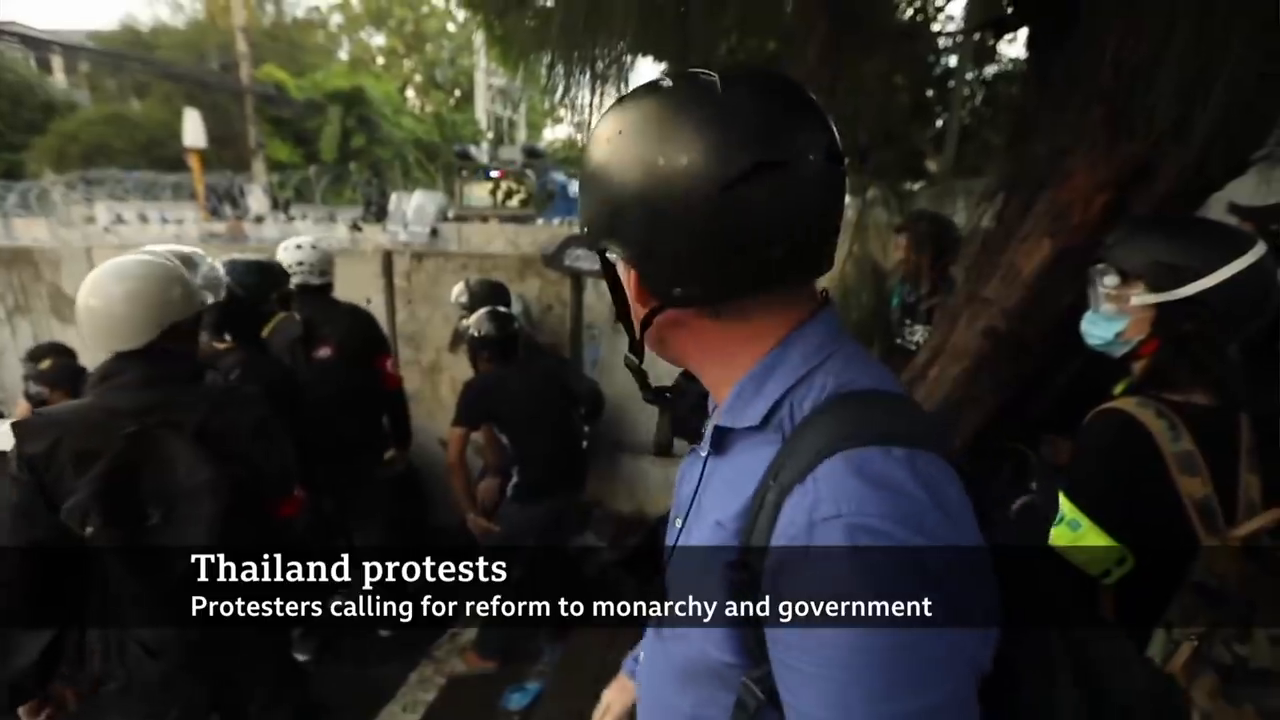 Thailand protests
Protesters calling for reform to monarchy and government